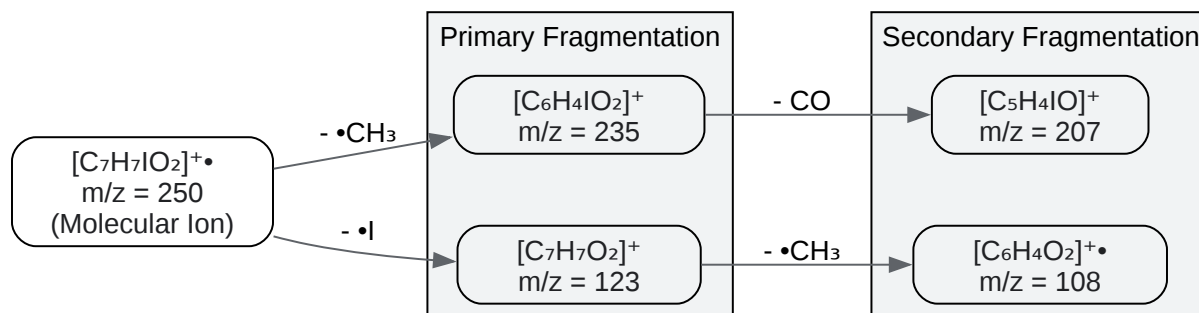 Primary Fragmentation
Secondary Fragmentation
[C₇H₇IO₂]⁺•
m/z = 250
(Molecular Ion)
- •CH₃
[C₆H₄IO₂]⁺
m/z = 235
- CO
[C₅H₄IO]⁺
m/z = 207
- •I
[C₇H₇O₂]⁺
m/z = 123
- •CH₃
[C₆H₄O₂]⁺•
m/z = 108